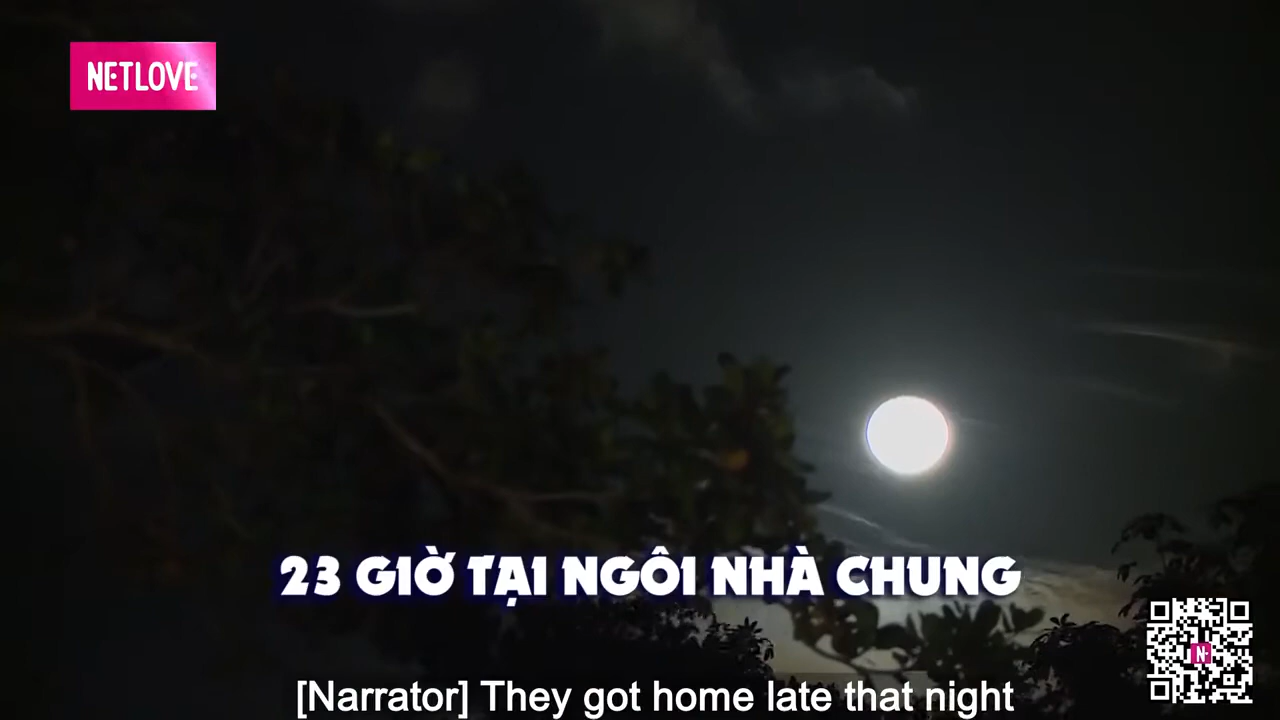 NETLOVE
23 GIỜ TẠI NGÔI NHÀ CHUNG
[Narrator] They got home late that night